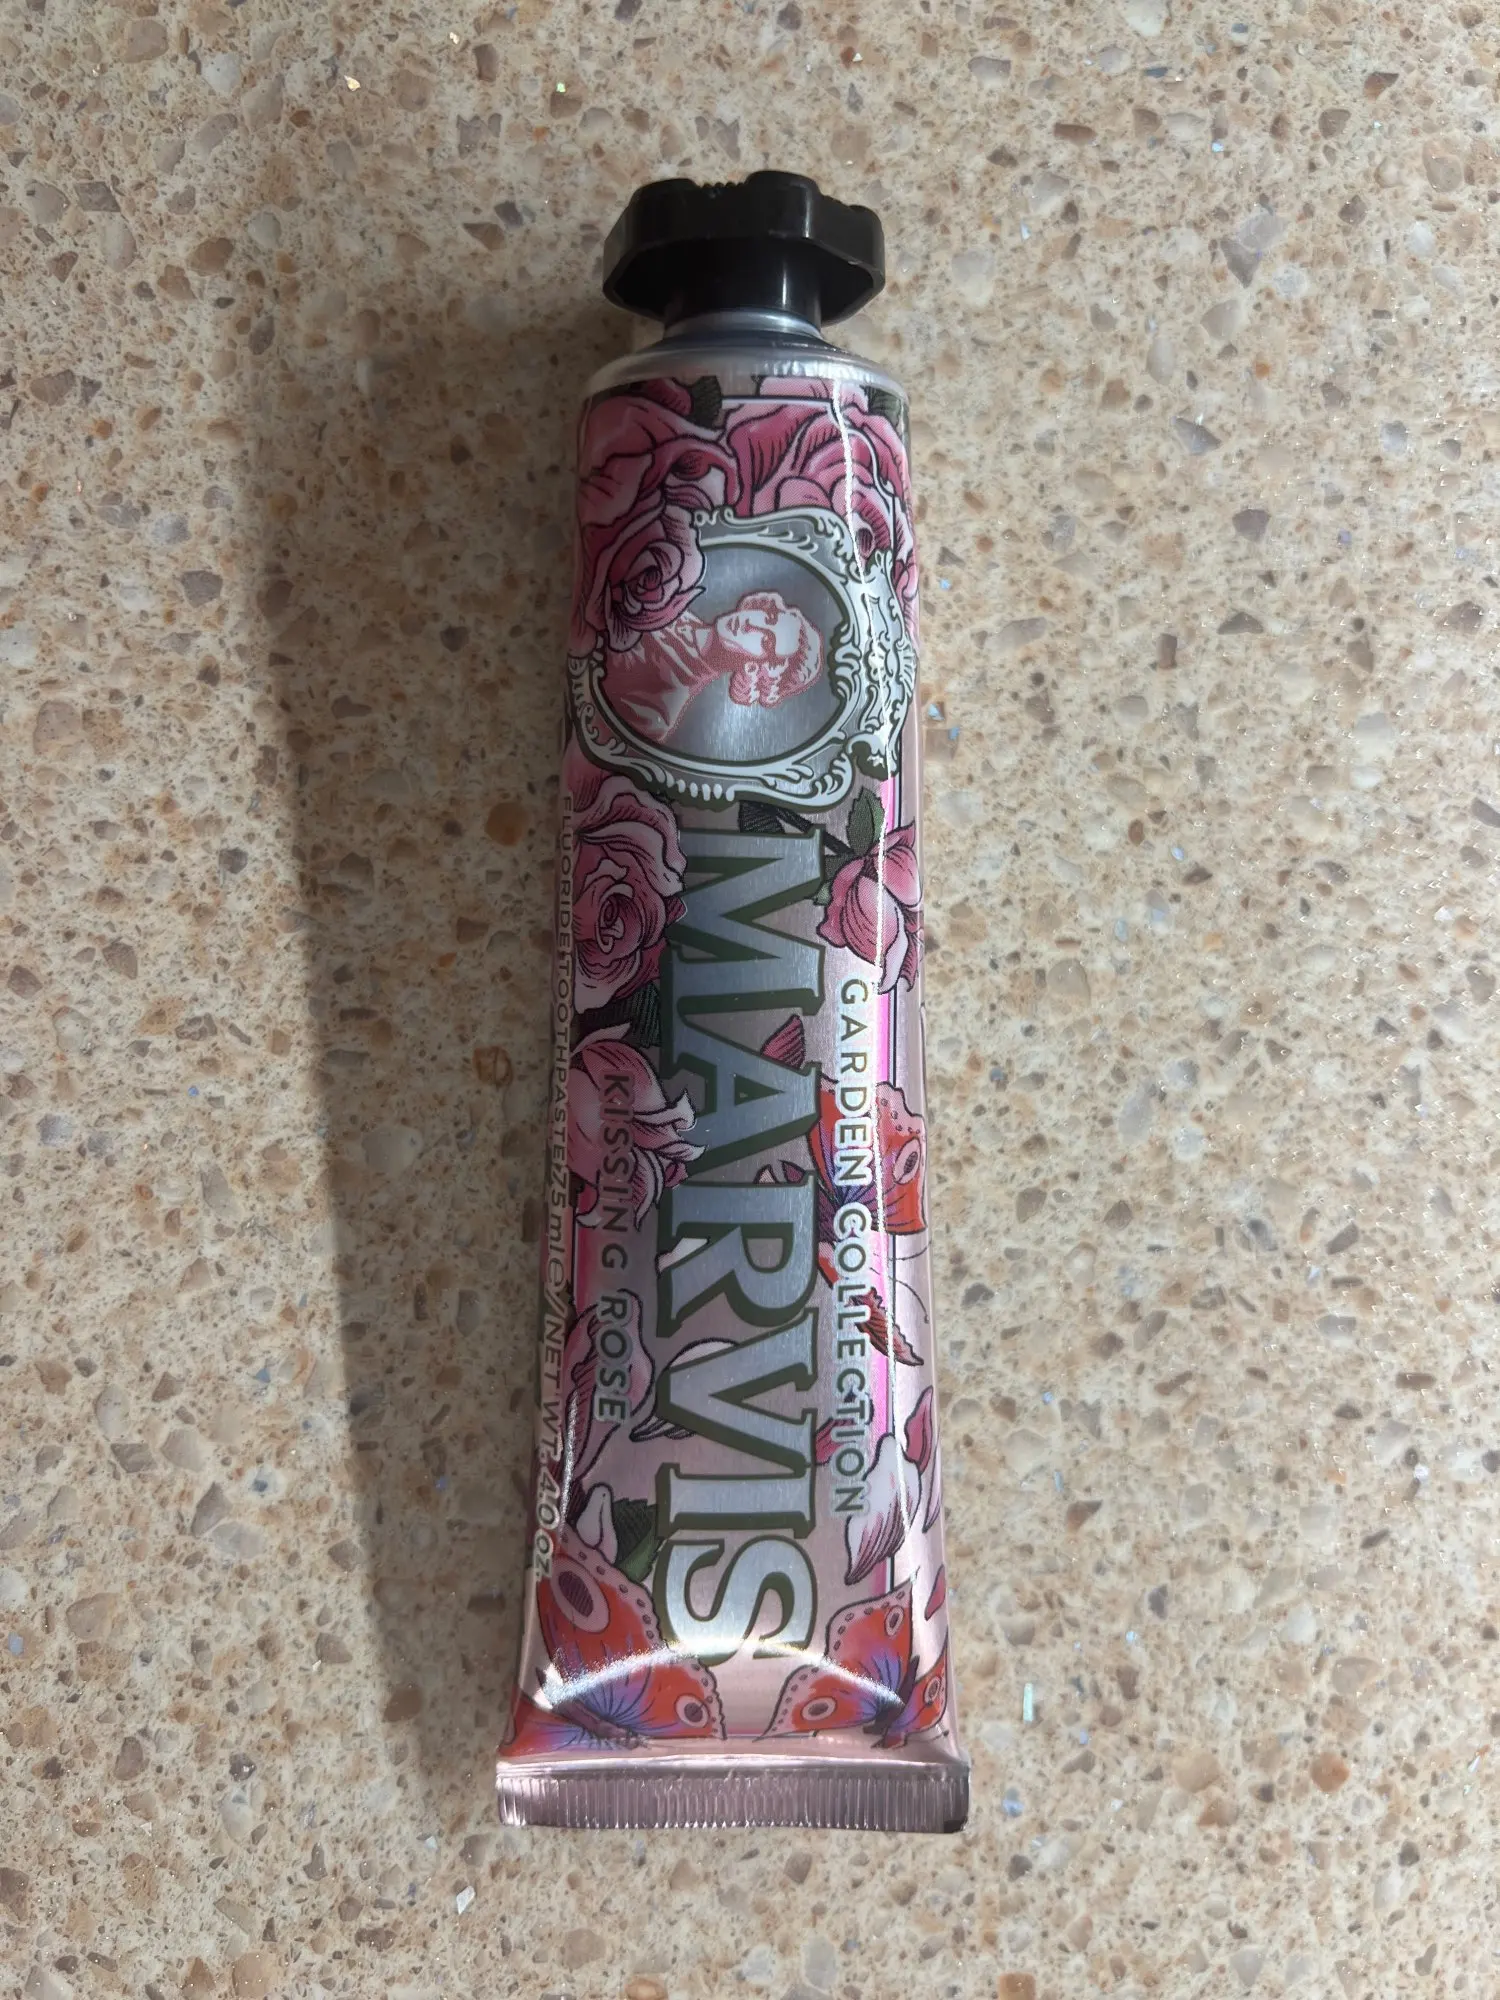 GARDEN COLLECTION
MARVIS
KISSING ROSE
FLUORIDE TOOTHPASTE/75ml℮/NET WT. 4.0 oz.